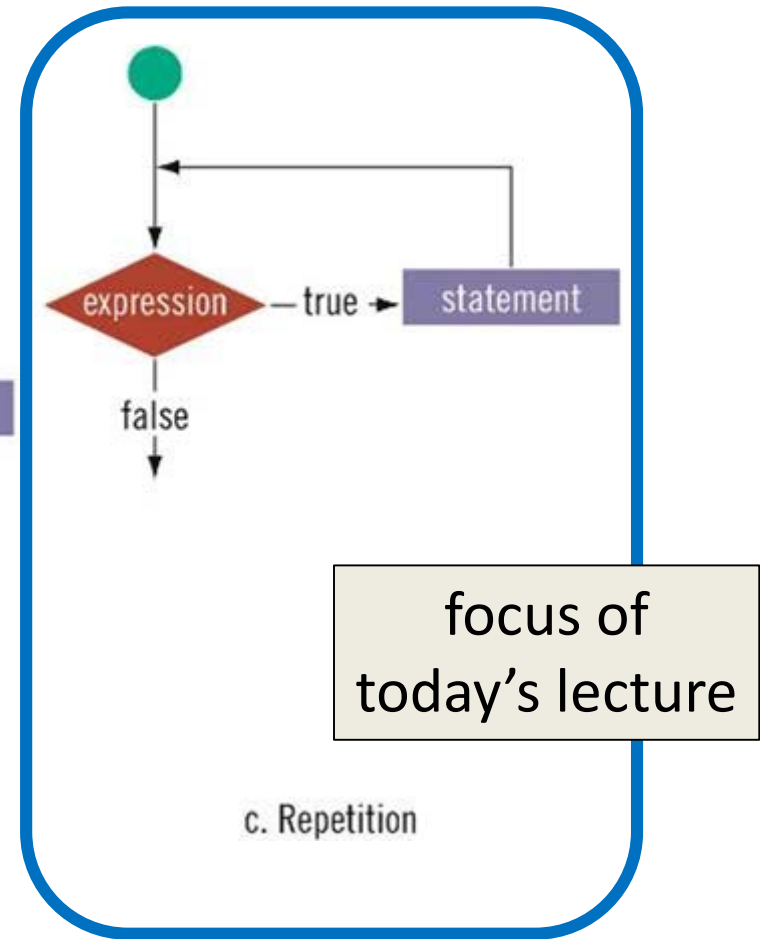 expression
true
statement
false
focus of
today’s lecture
c. Repetition